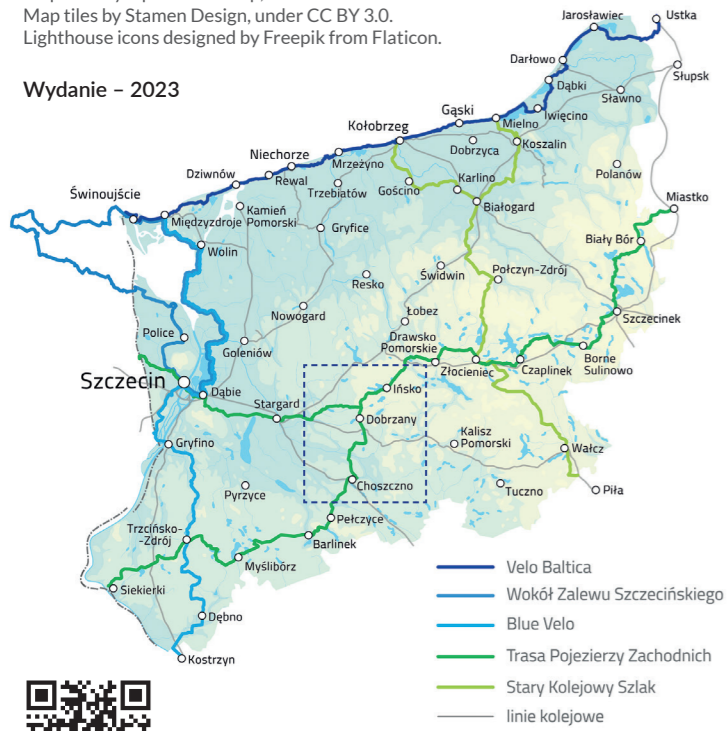 Map tiles by Stamen Design, under CC BY 3.0.
Lighthouse icons designed by Freepik from Flaticon.
Wydanie – 2023
Jarosławiec
Ustka
Darłowo
Słupsk
Dąbki
Sławno
Gąski
Iwięcino
Mielno
Kołobrzeg
Koszalin
Dobrzyca
Niechorze
Mrzeżyno
Polanów
Dziwnów
Rewal
Trzebiatów
Gościno
Karlino
Świnoujście
Białogard
Miastko
Międzyzdroje
Kamień
Pomorski
Gryfice
Biały Bór
Wolin
Świdwin
Połczyn-Zdrój
Resko
Nowogard
Łobez
Szczecinek
Police
Goleniów
Drawsko
Pomorskie
Złocieniec
Czaplinek
Borne
Sulinowo
Szczecin
Dąbie
Ińsko
Stargard
Dobrzany
Gryfino
Kalisz
Pomorski
Wałcz
Choszczno
Pyrzyce
Tuczno
Piła
Pełczyce
Trzcińsko-
Zdrój
Barlinek
Myślibórz
Siekierki
Dębno
Kostrzyn
Velo Baltica
Wokół Zalewu Szczecińskiego
Blue Velo
Trasa Pojezierzy Zachodnich
Stary Kolejowy Szlak
linie kolejowe